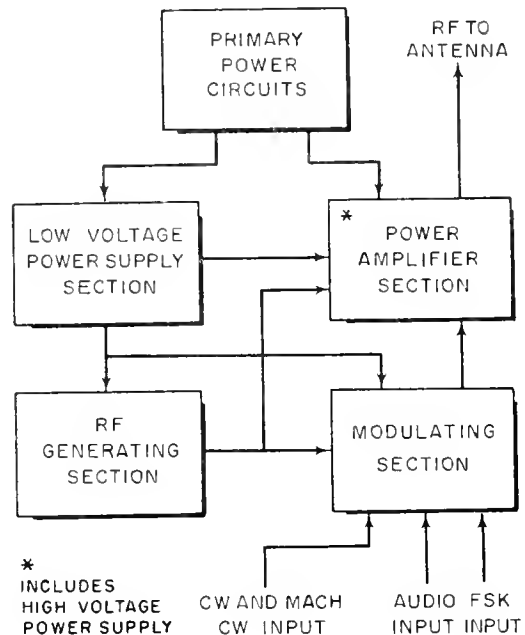 PRIMARY
POWER
CIRCUITS
RF TO
ANTENNA
LOW VOLTAGE
POWER SUPPLY
SECTION
*
POWER
AMPLIFIER
SECTION
RF
GENERATING
SECTION
MODULATING
SECTION
*
INCLUDES
HIGH VOLTAGE
POWER SUPPLY
CW AND MACH
CW INPUT
AUDIO
INPUT
FSK
INPUT